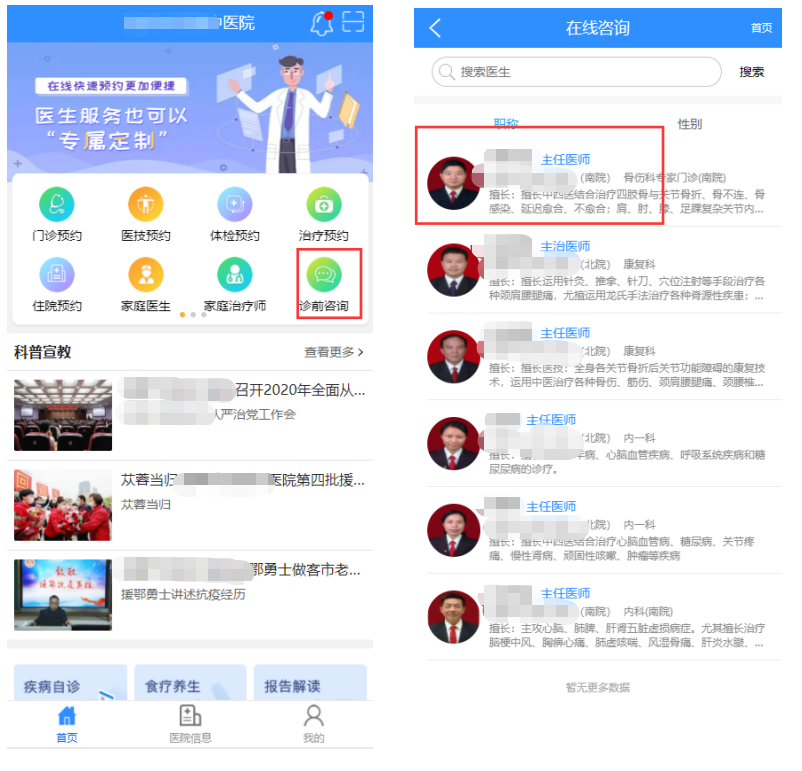 中医院
在线快速预约更加便捷
医生服务也可以
“专属定制”
门诊预约
医技预约
体检预约
治疗预约
住院预约
家庭医生
家庭治疗师
诊前咨询
科普宣教
查看更多
召开2020年全面从...
从严治党工作会
苁蓉当归
医院第四批援...
苁蓉当归
鄂勇士做客市老...
援鄂勇士讲述抗疫经历
疾病自诊
食疗养生
报告解读
首页
医院信息
我的
在线咨询
首页
搜索医生
搜索
职称
性别
主任医师
(南院) 骨伤科专家门诊(南院)
擅长：擅长中西医结合治疗四肢骨与关节骨折、骨不连、骨
感染、延迟愈合、不愈合；肩、肘、膝、足踝复杂关节内...
主治医师
(北院) 康复科
擅长：擅长运用针灸、推拿、针刀、穴位注射等手段治疗各
种颈肩腰腿痛，尤擅运用龙氏手法治疗各种脊源性疾患；...
主任医师
(北院) 康复科
擅长：擅长医技：全身各关节骨折后关节功能障碍的康复技
术，运用中医治疗各种骨伤、筋伤、颈肩腰腿痛、颈腰椎...
主任医师
(北院) 内一科
擅长：病、心脑血管疾病、呼吸系统疾病和糖
尿尿病的诊疗。
主任医师
北院) 内一科
擅长：擅长中西医结合治疗心脑血管病、糖尿病、关节疼
痛、慢性肾病、顽固性咳嗽、肿瘤等疾病
主任医师
(南院) 内科(南院)
擅长：主攻心脑、肺脾、肝肾五脏虚损病症。尤其擅长治疗
脑梗中风、胸痹心痛、肺虚咳喘、风湿骨痛、肝炎水臌、...
暂无更多数据